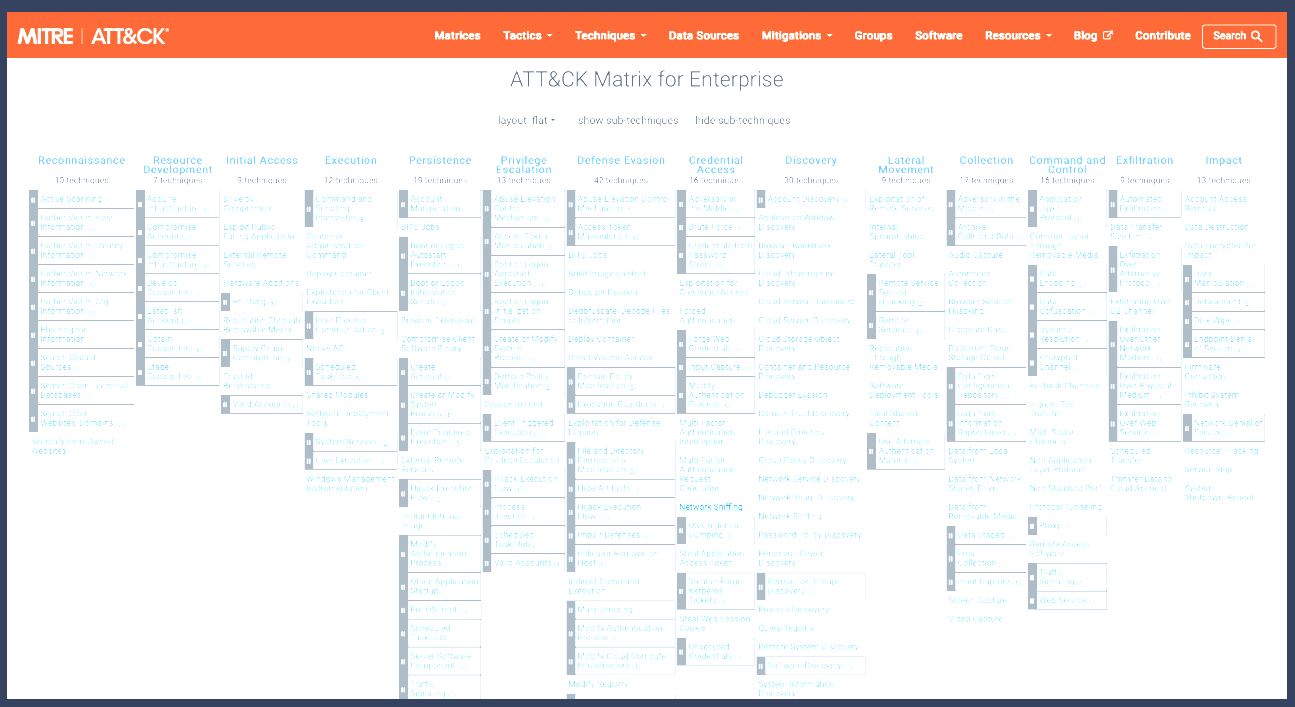 MITRE | ATT&CK®
Matrices
Tactics
Techniques
Data Sources
Mitigations
Groups
Software
Resources
Blog
Contribute
Search
ATT&CK Matrix for Enterprise
layout: flat
show sub-techniques
hide sub-techniques
Reconnaissance
10 techniques
Active Scanning
Gather Victim Host
Information
Gather Victim Identity
Information
Gather Victim Network
Information
Gather Victim Org
Information
Phishing for
Information
Search Closed
Sources
Search Open Technical
Databases
Search Open
Websites/Domains
Search Victim-Owned
Websites
Resource
Development
7 techniques
Acquire
Infrastructure
Compromise
Accounts
Compromise
Infrastructure
Develop
Capabilities
Establish
Accounts
Obtain
Capabilities
Stage
Capabilities
Initial Access
9 techniques
Drive-by
Compromise
Exploit Public-
Facing Application
External Remote
Services
Hardware Additions
Phishing
Replication Through
Removable Media
Supply Chain
Compromise
Trusted
Relationship
Valid Accounts
Execution
12 techniques
Command and
Scripting
Interpreter
Container
Administration
Command
Deploy Container
Exploitation for Client
Execution
Inter-Process
Communication
Native API
Scheduled
Task/Job
Shared Modules
Software Deployment
Tools
System Services
User Execution
Windows Management
Instrumentation
Persistence
19 techniques
Account
Manipulation
BITS Jobs
Boot or Logon
Autostart
Execution
Boot or Logon
Initialization
Scripts
Browser Extensions
Compromise Client
Software Binary
Create
Account
Create or Modify
System
Process
Event Triggered
Execution
External Remote
Services
Hijack Execution
Flow
Implant Internal
Image
Modify
Authentication
Process
Office Application
Startup
Pre-OS Boot
Scheduled
Task/Job
Server Software
Component
Traffic
Signaling
Privilege
Escalation
13 techniques
Abuse Elevation
Control
Mechanism
Access Token
Manipulation
Boot or Logon
Autostart
Execution
Boot or Logon
Initialization
Scripts
Create or Modify
System
Process
Domain Policy
Modification
Escape to Host
Event Triggered
Execution
Exploitation for
Privilege Escalation
Hijack Execution
Flow
Process
Injection
Scheduled
Task/Job
Valid Accounts
Defense Evasion
42 techniques
Abuse Elevation Control
Mechanism
Access Token
Manipulation
BITS Jobs
Build Image on Host
Debugger Evasion
Deobfuscate/Decode Files
or Information
Deploy Container
Direct Volume Access
Domain Policy
Modification
Execution Guardrails
Exploitation for Defense
Evasion
File and Directory
Permissions
Modification
Hide Artifacts
Hijack Execution
Flow
Impair Defenses
Indicator Removal on
Host
Indirect Command
Execution
Masquerading
Modify Authentication
Process
Modify Cloud Compute
Infrastructure
Modify Registry
Credential
Access
16 techniques
Adversary-in-
the-Middle
Brute Force
Credentials from
Password
Stores
Exploitation for
Credential Access
Forced
Authentication
Forge Web
Credentials
Input Capture
Modify
Authentication
Process
Multi-Factor
Authentication
Interception
Multi-Factor
Authentication
Request
Generation
Network Sniffing
OS Credential
Dumping
Steal Application
Access Token
Steal or Forge
Kerberos
Tickets
Steal Web Session
Cookie
Unsecured
Credentials
Discovery
30 techniques
Account Discovery
Application Window
Discovery
Browser Bookmark
Discovery
Cloud Infrastructure
Discovery
Cloud Service Dashboard
Cloud Service Discovery
Cloud Storage Object
Discovery
Container and Resource
Discovery
Debugger Evasion
Domain Trust Discovery
File and Directory
Discovery
Group Policy Discovery
Network Service Discovery
Network Share Discovery
Network Sniffing
Password Policy Discovery
Peripheral Device
Discovery
Permission Groups
Discovery
Process Discovery
Query Registry
Remote System Discovery
Software Discovery
System Information
Discovery
Lateral
Movement
9 techniques
Exploitation of
Remote Services
Internal
Spearphishing
Lateral Tool
Transfer
Remote Service
Session
Hijacking
Remote
Services
Replication
Through
Removable Media
Software
Deployment Tools
Taint Shared
Content
Use Alternate
Authentication
Material
Collection
17 techniques
Adversary-in-the-
Middle
Archive
Collected Data
Audio Capture
Automated
Collection
Browser Session
Hijacking
Clipboard Data
Data from Cloud
Storage Object
Data from
Configuration
Repository
Data from
Information
Repositories
Data from Local
System
Data from Network
Shared Drive
Data from
Removable Media
Data Staged
Email
Collection
Input Capture
Screen Capture
Video Capture
Command and
Control
16 techniques
Application
Layer
Protocol
Communication
Through
Removable Media
Data
Encoding
Data
Obfuscation
Dynamic
Resolution
Encrypted
Channel
Fallback Channels
Ingress Tool
Transfer
Multi-Stage
Channels
Non-Application
Layer Protocol
Non-Standard Port
Protocol Tunneling
Proxy
Remote Access
Software
Traffic
Signaling
Web Service
Exfiltration
9 techniques
Automated
Exfiltration
Data Transfer
Size Limits
Exfiltration
Over
Alternative
Protocol
Exfiltration Over
C2 Channel
Exfiltration
Over Other
Network
Medium
Exfiltration
Over Physical
Medium
Exfiltration
Over Web
Service
Scheduled
Transfer
Transfer Data to
Cloud Account
Impact
13 techniques
Account Access
Removal
Data Destruction
Data Encrypted for
Impact
Data
Manipulation
Defacement
Disk Wipe
Endpoint Denial
of Service
Firmware
Corruption
Inhibit System
Recovery
Network Denial of
Service
Resource Hijacking
Service Stop
System
Shutdown/Reboot